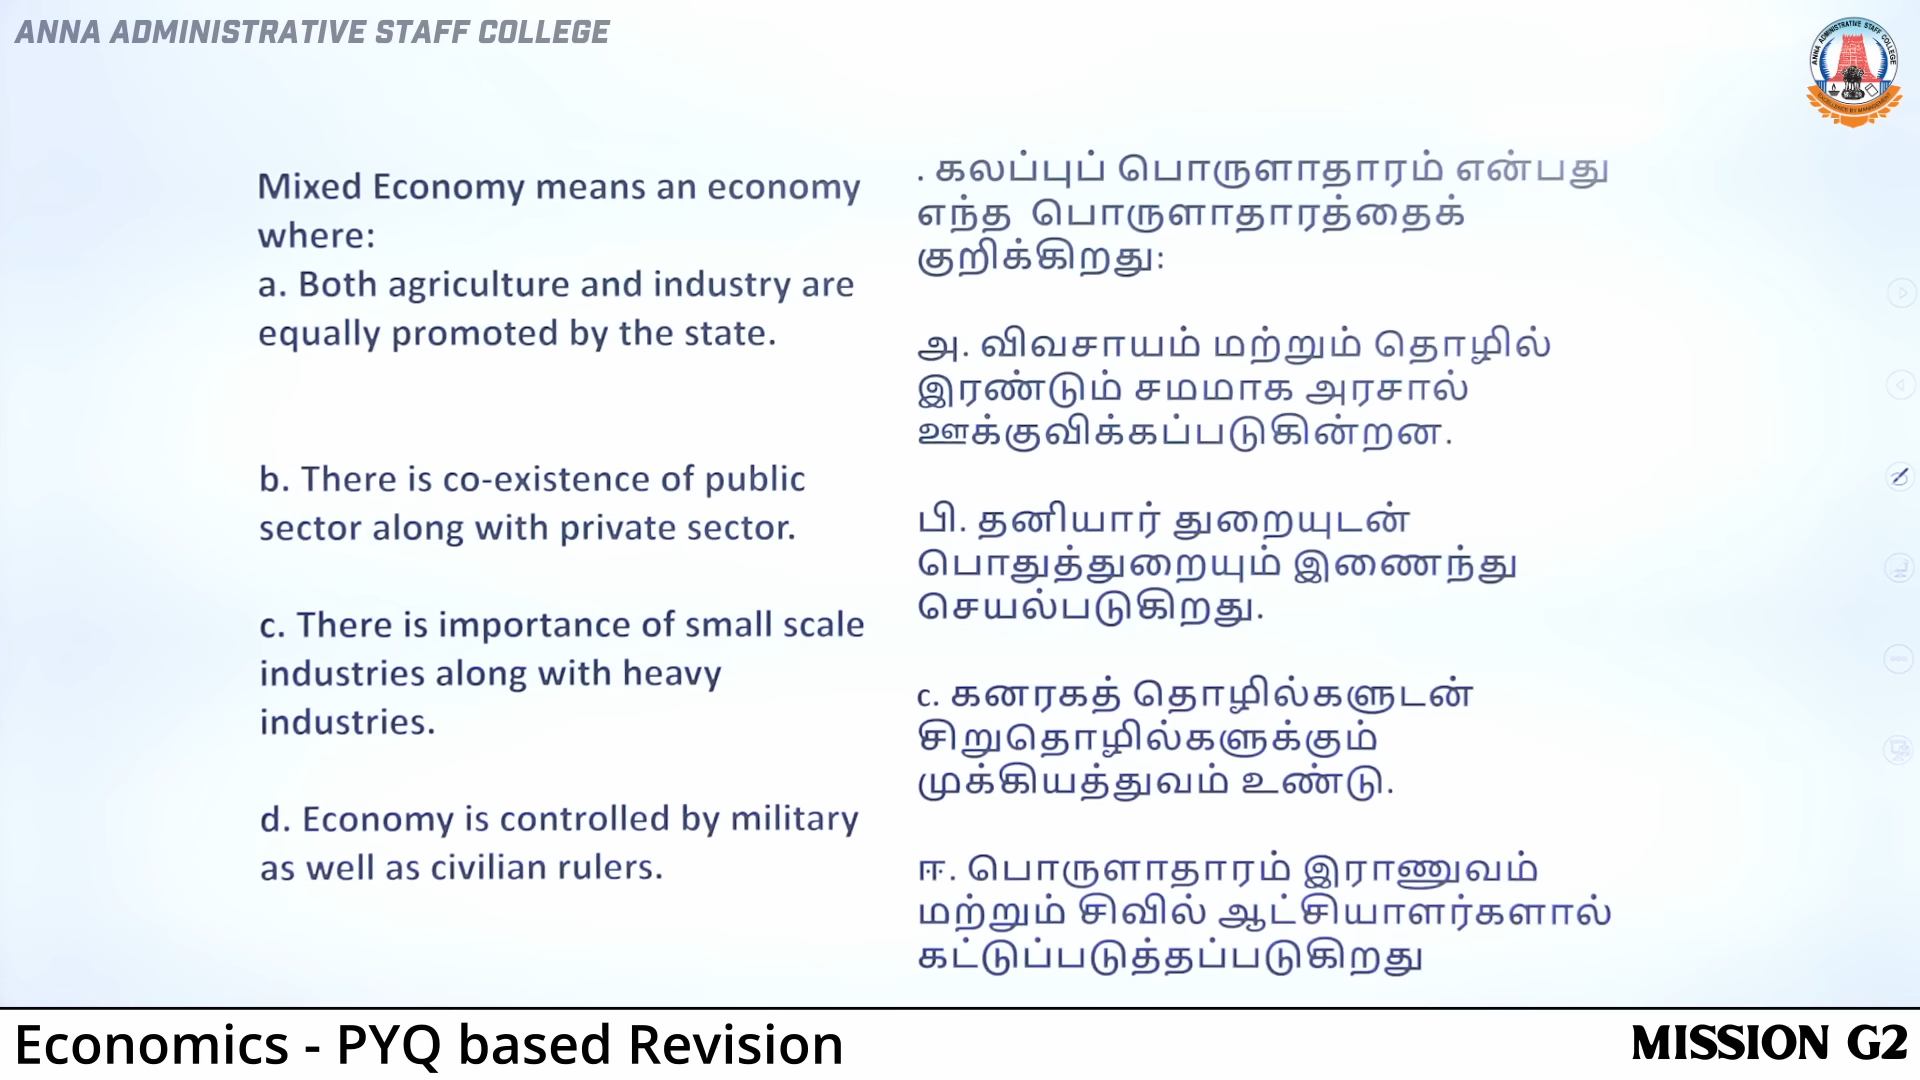 ANNA ADMINISTRATIVE STAFF COLLEGE
Mixed Economy means an economy
where:
a. Both agriculture and industry are
equally promoted by the state.
b. There is co-existence of public
sector along with private sector.
c. There is importance of small scale
industries along with heavy
industries.
d. Economy is controlled by military
as well as civilian rulers.
. கலப்புப் பொருளாதாரம் என்பது
எந்த பொருளாதாரத்தைக்
குறிக்கிறது:
அ. விவசாயம் மற்றும் தொழில்
இரண்டும் சமமாக அரசால்
ஊக்குவிக்கப்படுகின்றன.
பி. தனியார் துறையுடன்
பொதுத்துறையும் இணைந்து
செயல்படுகிறது.
c. கனரகத் தொழில்களுடன்
சிறுதொழில்களுக்கும்
முக்கியத்துவம் உண்டு.
ஈ. பொருளாதாரம் இராணுவம்
மற்றும் சிவில் ஆட்சியாளர்களால்
கட்டுப்படுத்தப்படுகிறது
Economics - PYQ based Revision
MISSION G2